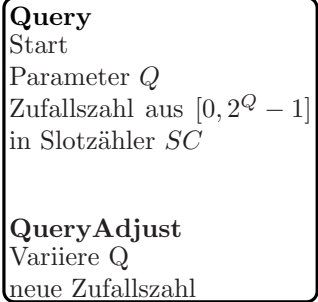 Query
Start
Parameter Q
Zufallszahl aus [0, 2^Q − 1]
in Slotzähler SC
QueryAdjust
Variiere Q
neue Zufallszahl